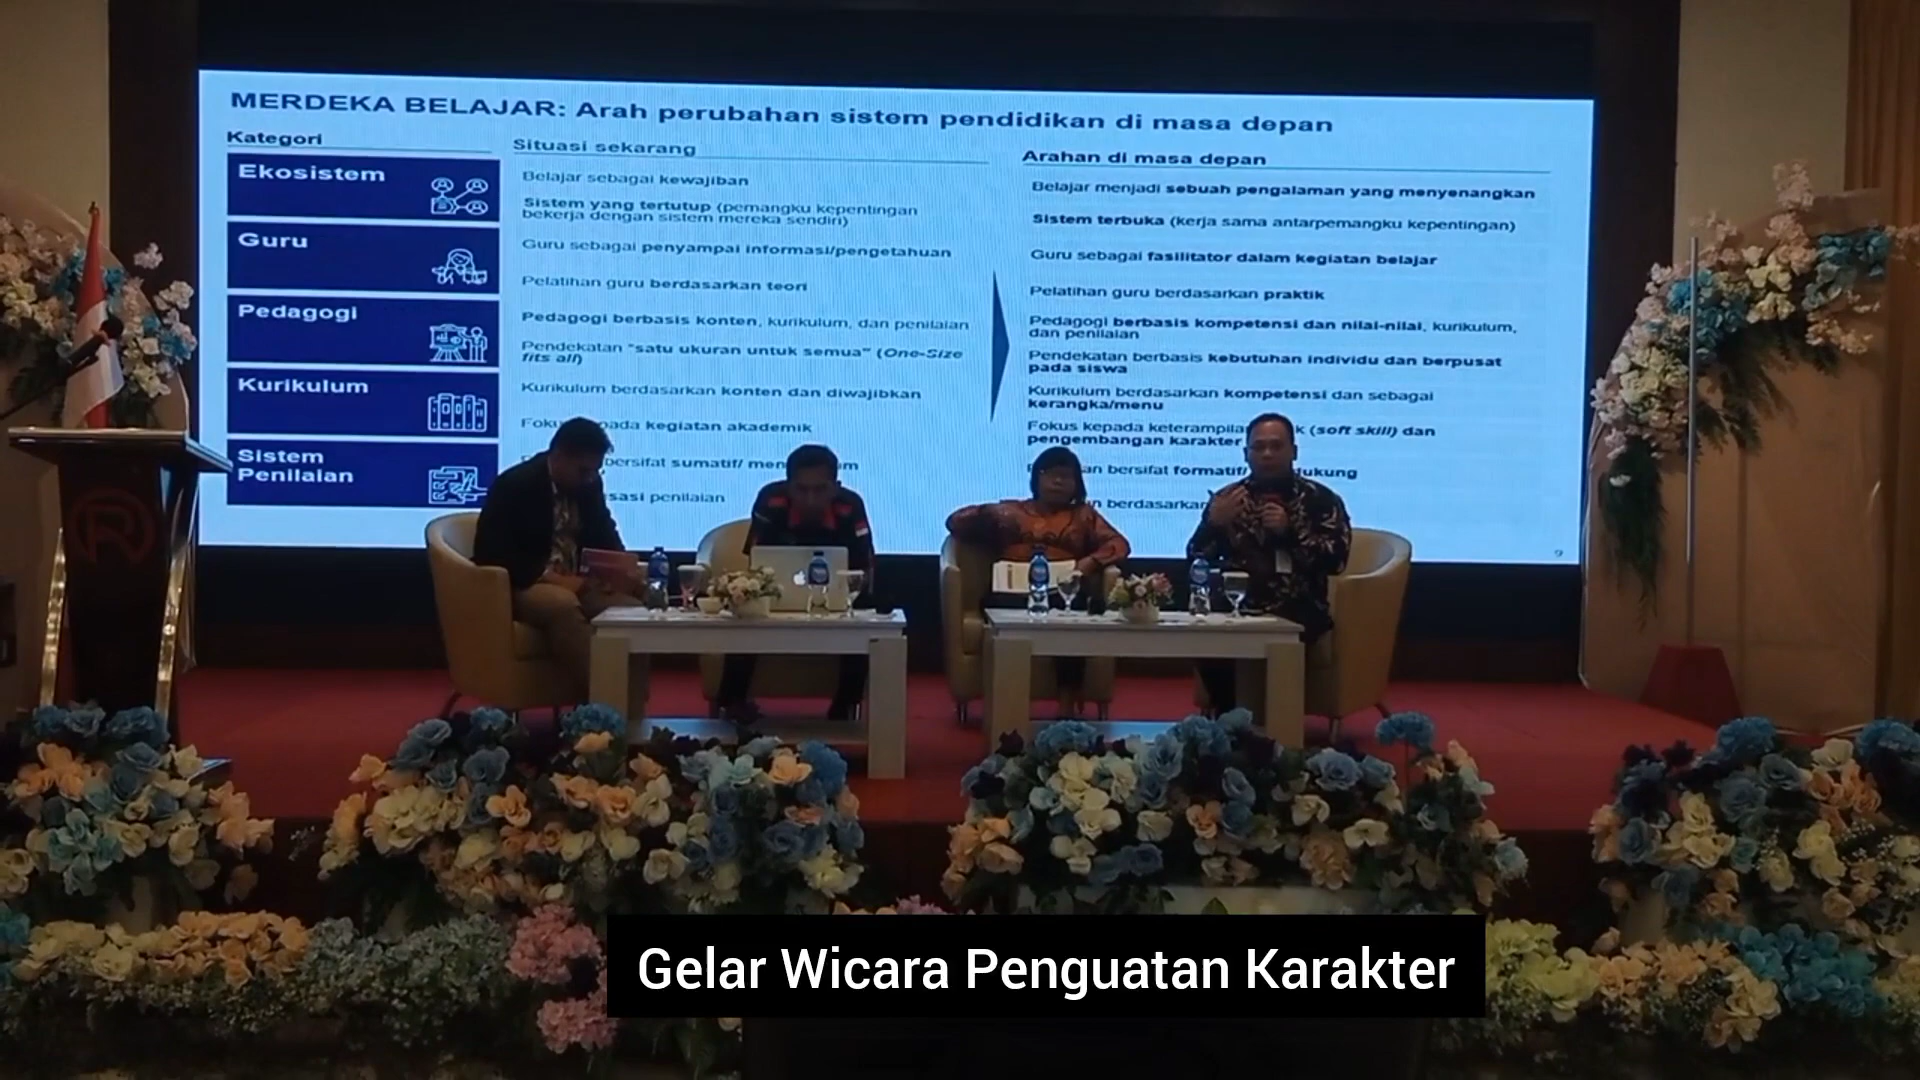 MERDEKA BELAJAR: Arah perubahan sistem pendidikan di masa depan
Kategori
Situasi sekarang
Arahan di masa depan
Ekosistem
Belajar sebagai kewajiban
Belajar menjadi sebuah pengalaman yang menyenangkan
Sistem yang tertutup (pemangku kepentingan
bekerja dengan sistem mereka sendiri)
Sistem terbuka (kerja sama antarpemangku kepentingan)
Guru
Guru sebagai penyampai informasi/pengetahuan
Guru sebagai fasilitator dalam kegiatan belajar
Pelatihan guru berdasarkan teori
Pelatihan guru berdasarkan praktik
Pedagogi
Pedagogi berbasis konten, kurikulum, dan penilaian
Pedagogi berbasis kompetensi dan nilai-nilai, kurikulum,
dan penilaian
Pendekatan "satu ukuran untuk semua" (One-Size
fits all)
Pendekatan berbasis kebutuhan individu dan berpusat
pada siswa
Kurikulum
Kurikulum berdasarkan konten dan diwajibkan
Kurikulum berdasarkan kompetensi dan sebagai
kerangka/menu
kegiatan akademik
Fokus kepada (soft skill) dan
pengembangan karakter
Sistem
Penilaian
bersifat sumatif/
bersifat formatif/
penilaian
berdasarkan
9
R
Gelar Wicara Penguatan Karakter